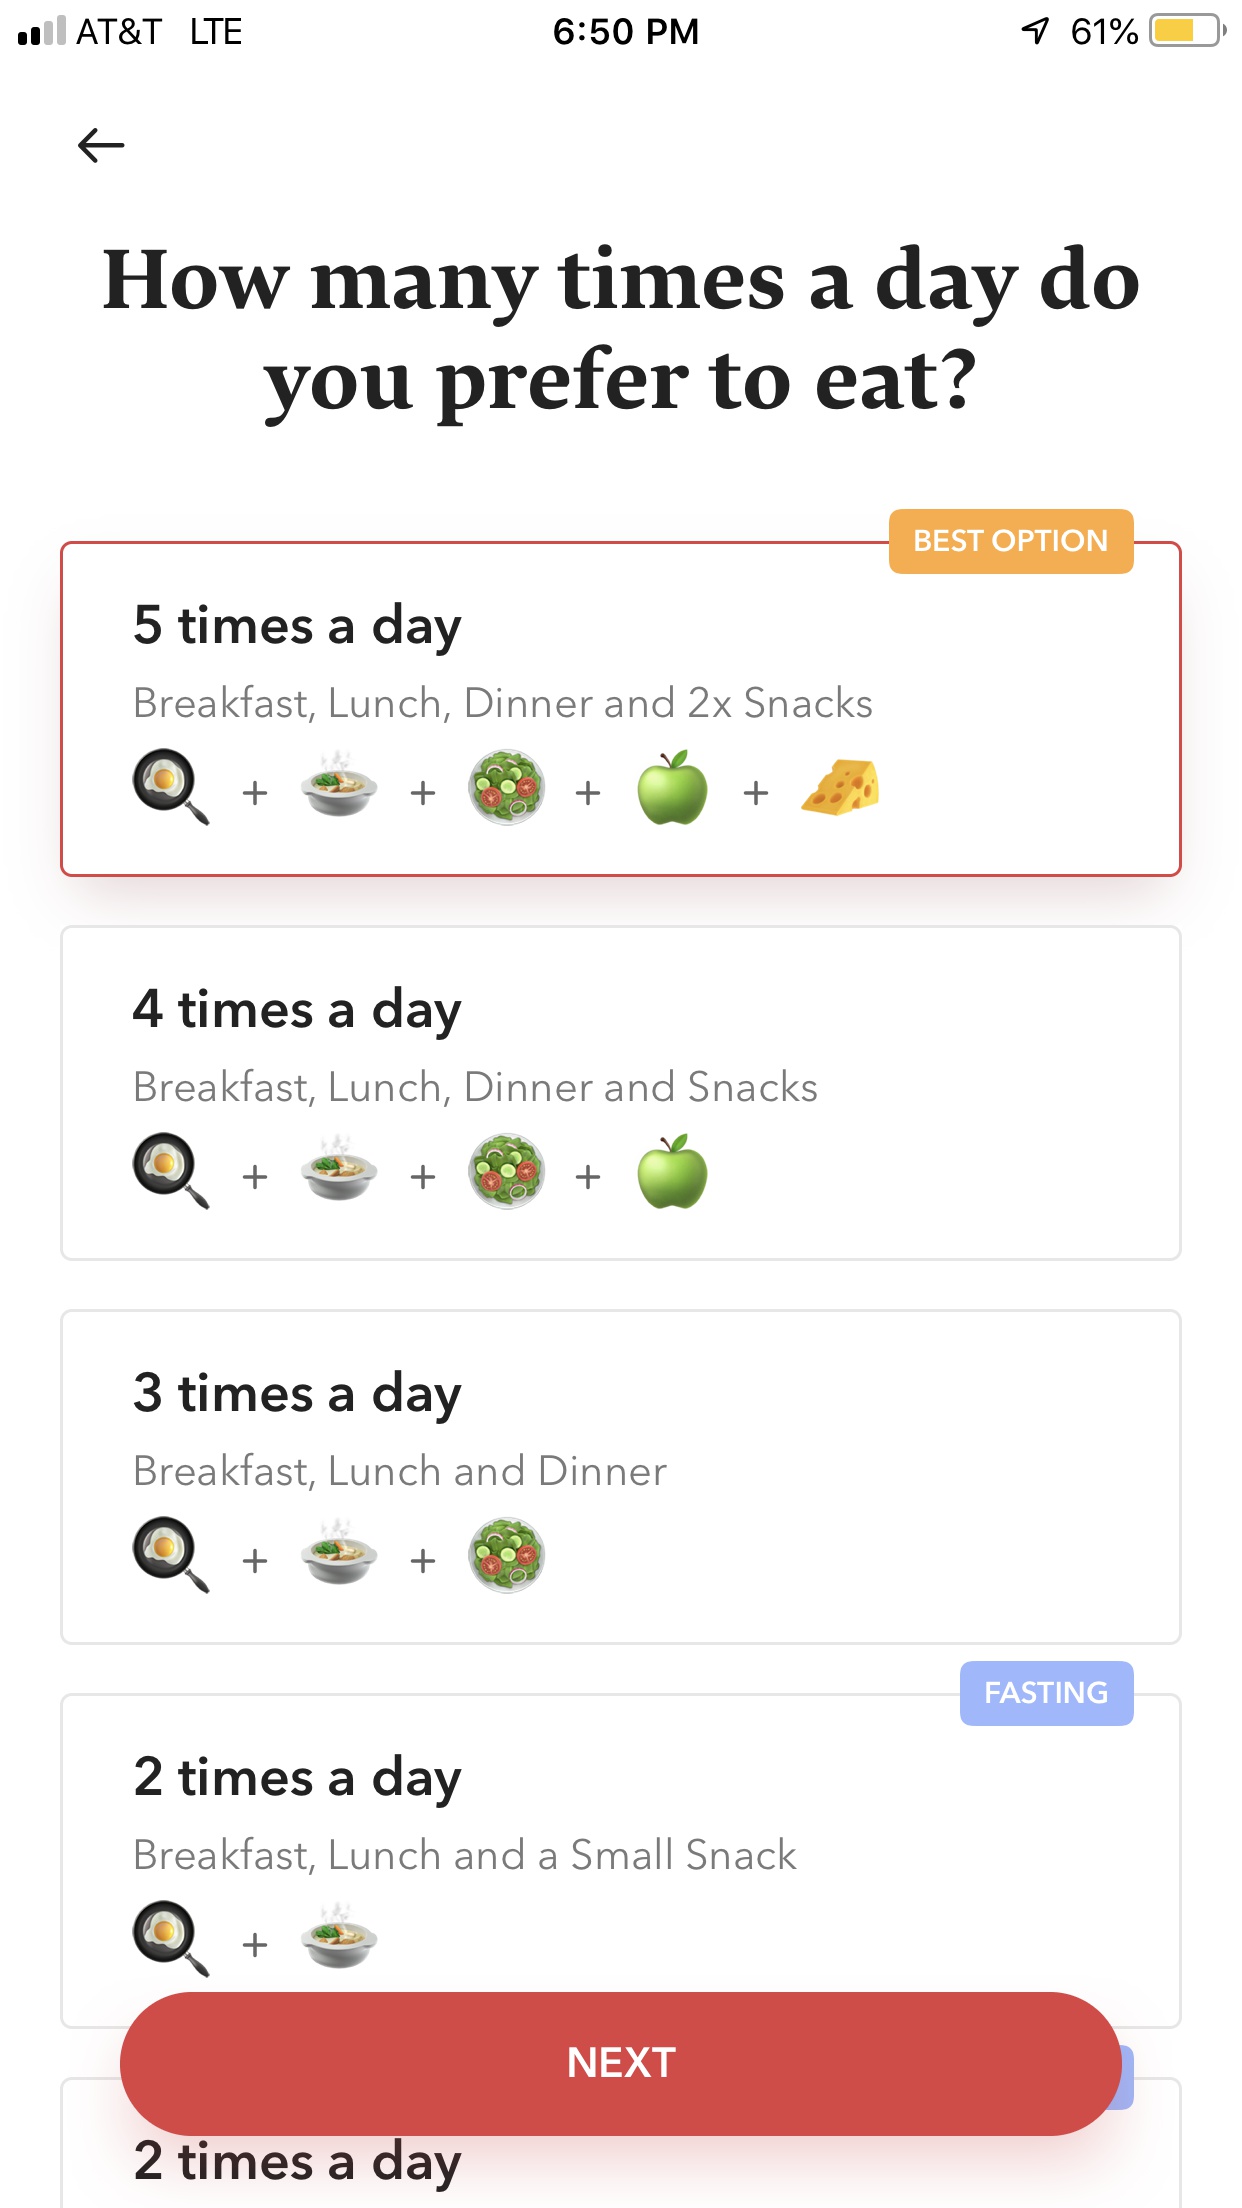 AT&T LTE 6:50 PM 61%
How many times a day do
you prefer to eat?
BEST OPTION
5 times a day
Breakfast, Lunch, Dinner and 2x Snacks
+ + + +
4 times a day
Breakfast, Lunch, Dinner and Snacks
+ + +
3 times a day
Breakfast, Lunch and Dinner
+ +
FASTING
2 times a day
Breakfast, Lunch and a Small Snack
+
NEXT
2 times a day